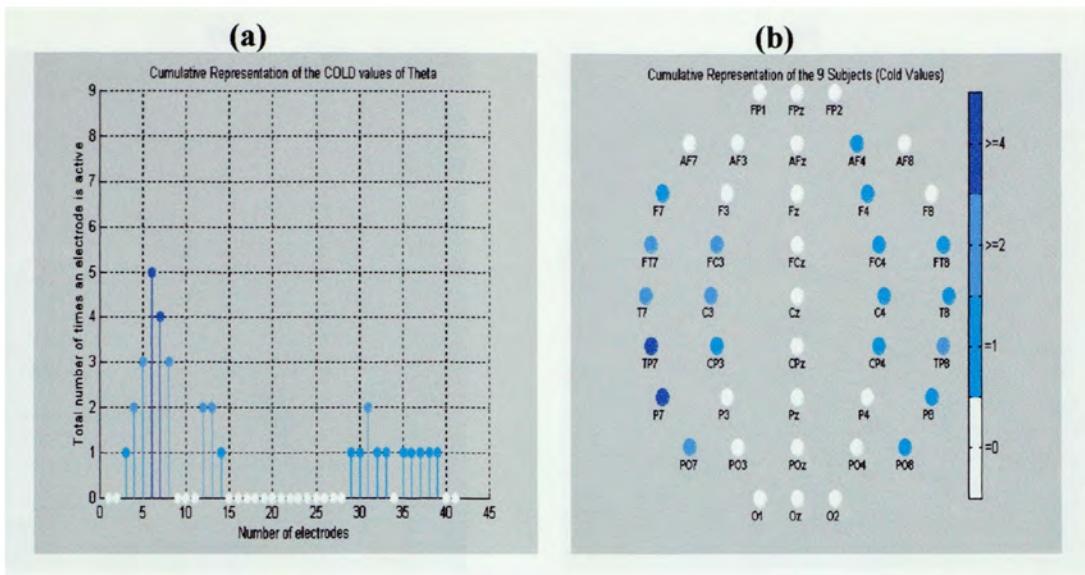 (a)
Cumulative Representation of the COLD values of Theta
Total number of times an electrode is active
9
8
7
6
5
4
3
2
1
0
0 5 10 15 20 25 30 35 40 45
Number of electrodes
(b)
Cumulative Representation of the 9 Subjects (Cold Values)
FP1 FPz FP2
AF7 AF3 AFz AF4 AF8
F7 F3 Fz F4 F8
FT7 FC3 FCz FC4 FT8
T7 C3 Cz C4 T8
TP7 CP3 CPz CP4 TP8
P7 P3 Pz P4 P8
PO7 PO3 POz PO4 PO8
O1 Oz O2
>=4
>=2
=1
=0